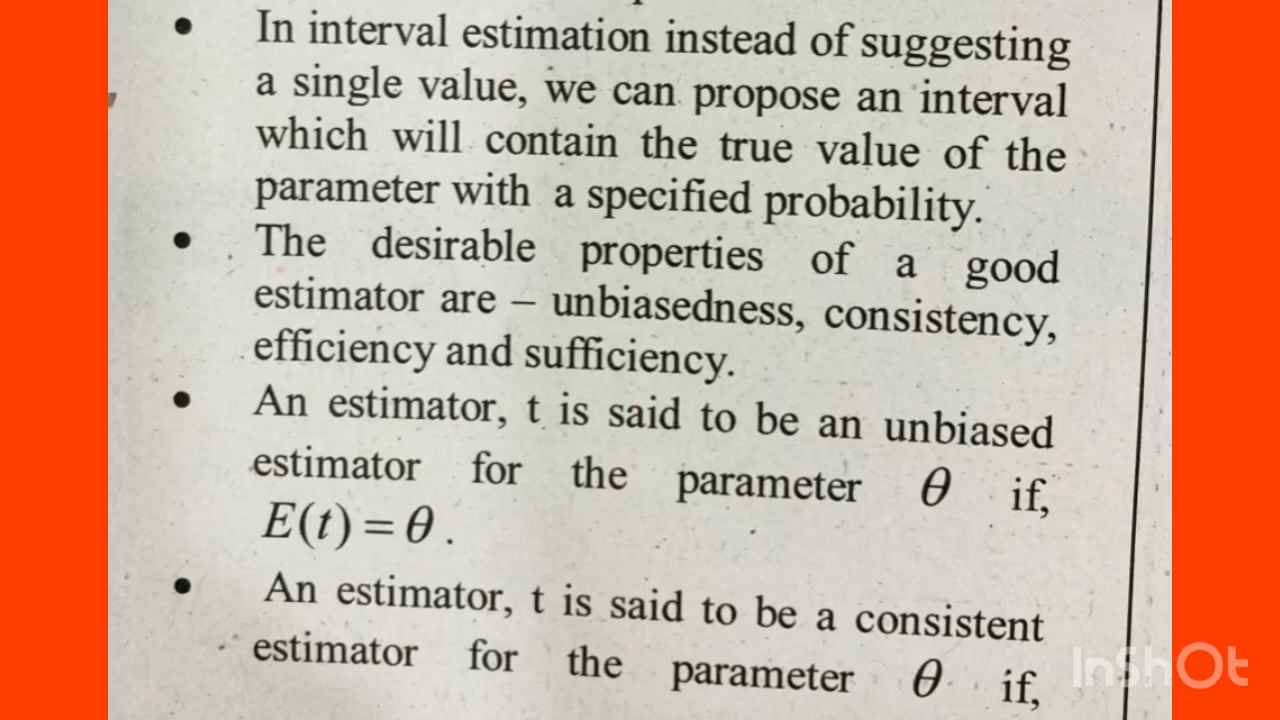 • In interval estimation instead of suggesting
a single value, we can propose an interval
which will contain the true value of the
parameter with a specified probability.
• The desirable properties of a good
estimator are – unbiasedness, consistency,
efficiency and sufficiency.
• An estimator, t is said to be an unbiased
estimator for the parameter θ if,
E(t) = θ .
• An estimator, t is said to be a consistent
estimator for the parameter θ if,
InShOt